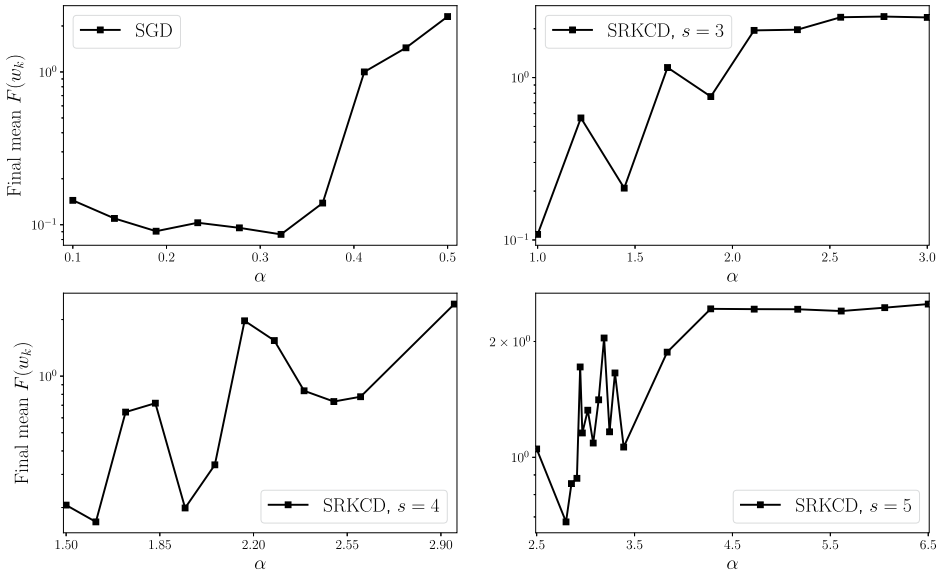 SGD
SRKCD, s = 3
Final mean F(w_k)
10^0
10^{-1}
0.1 0.2 0.3 0.4 0.5
α
10^0
10^{-1}
1.0 1.5 2.0 2.5 3.0
α
SRKCD, s = 4
SRKCD, s = 5
Final mean F(w_k)
10^0
1.50 1.85 2.20 2.55 2.90
α
2 × 10^0
10^0
2.5 3.5 4.5 5.5 6.5
α